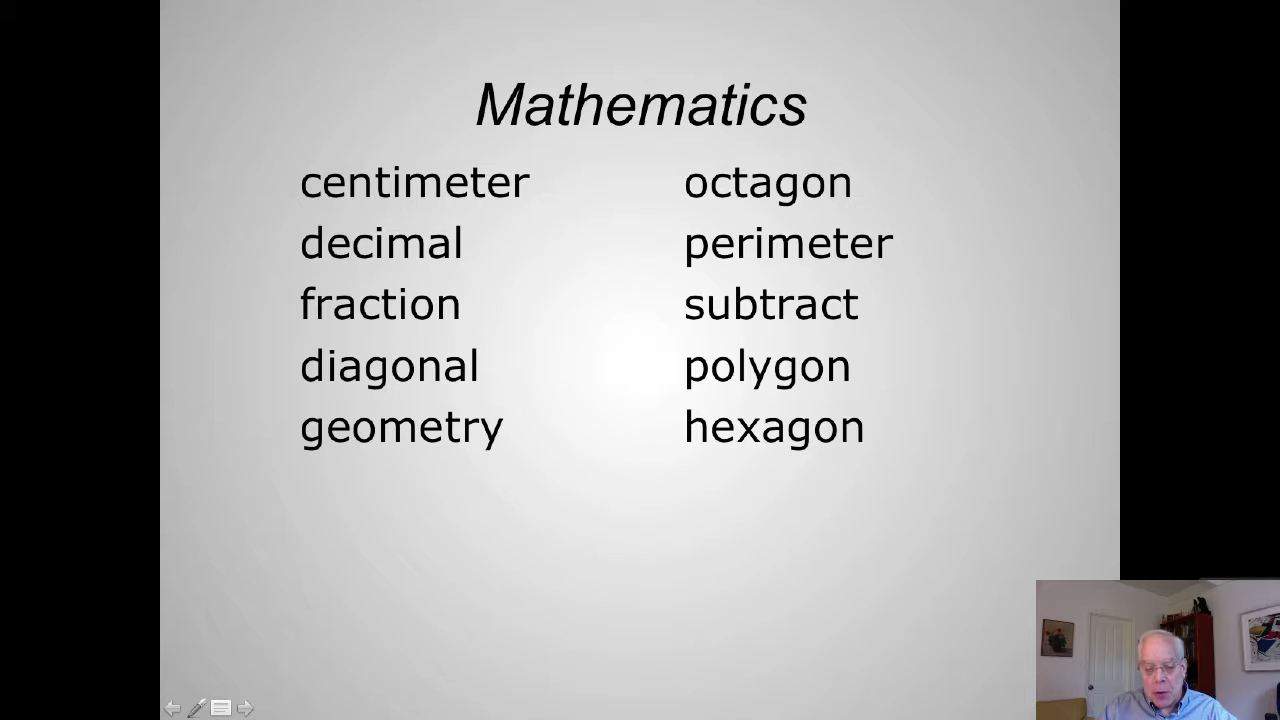 Mathematics
centimeter
decimal
fraction
diagonal
geometry
octagon
perimeter
subtract
polygon
hexagon